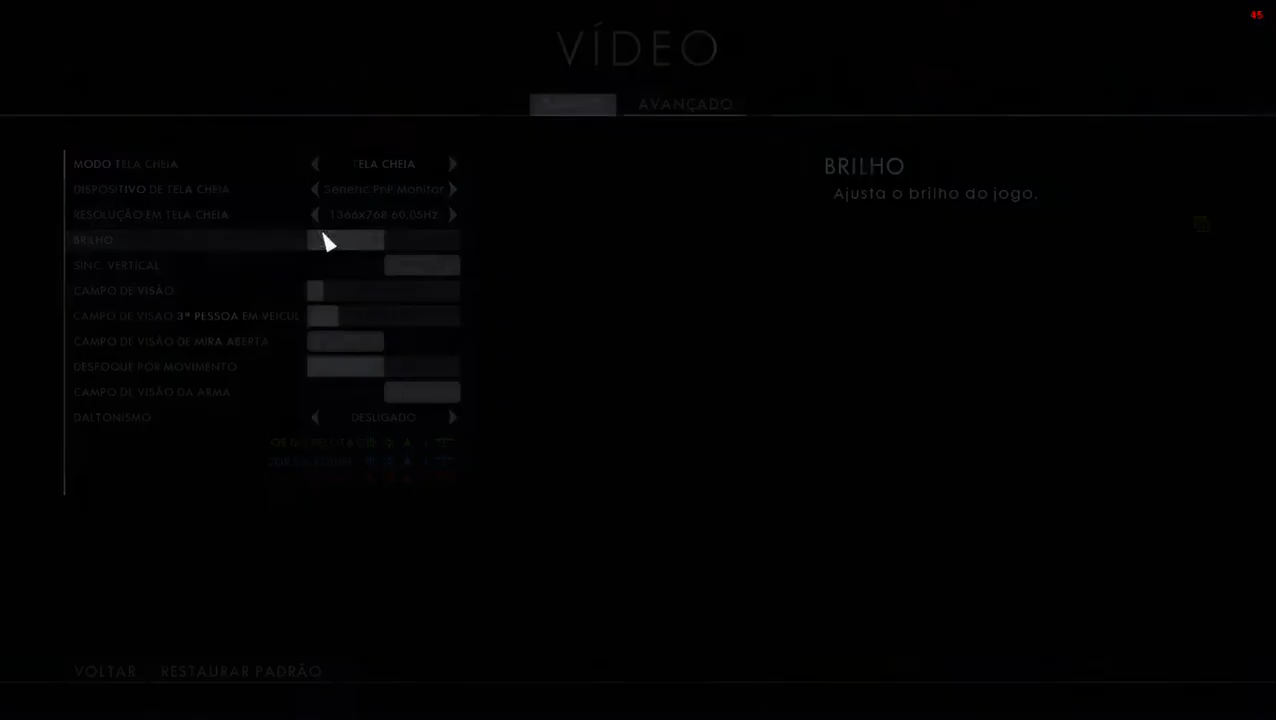 45
VÍDEO
AVANÇADO
MODO TELA CHEIA TELA CHEIA
DISPOSITIVO DE TELA CHEIA Generic PnP Monitor
RESOLUÇÃO EM TELA CHEIA 1366x768 60,05Hz
BRILHO
SINC. VERTICAL
CAMPO DE VISÃO
CAMPO DE VISÃO 3ª PESSOA EM VEÍCUL
CAMPO DE VISÃO DE MIRA ABERTA
DESFOQUE POR MOVIMENTO
CAMPO DE VISÃO DA ARMA
DALTONISMO DESLIGADO
BRILHO
Ajusta o brilho do jogo.
VOLTAR RESTAURAR PADRÃO